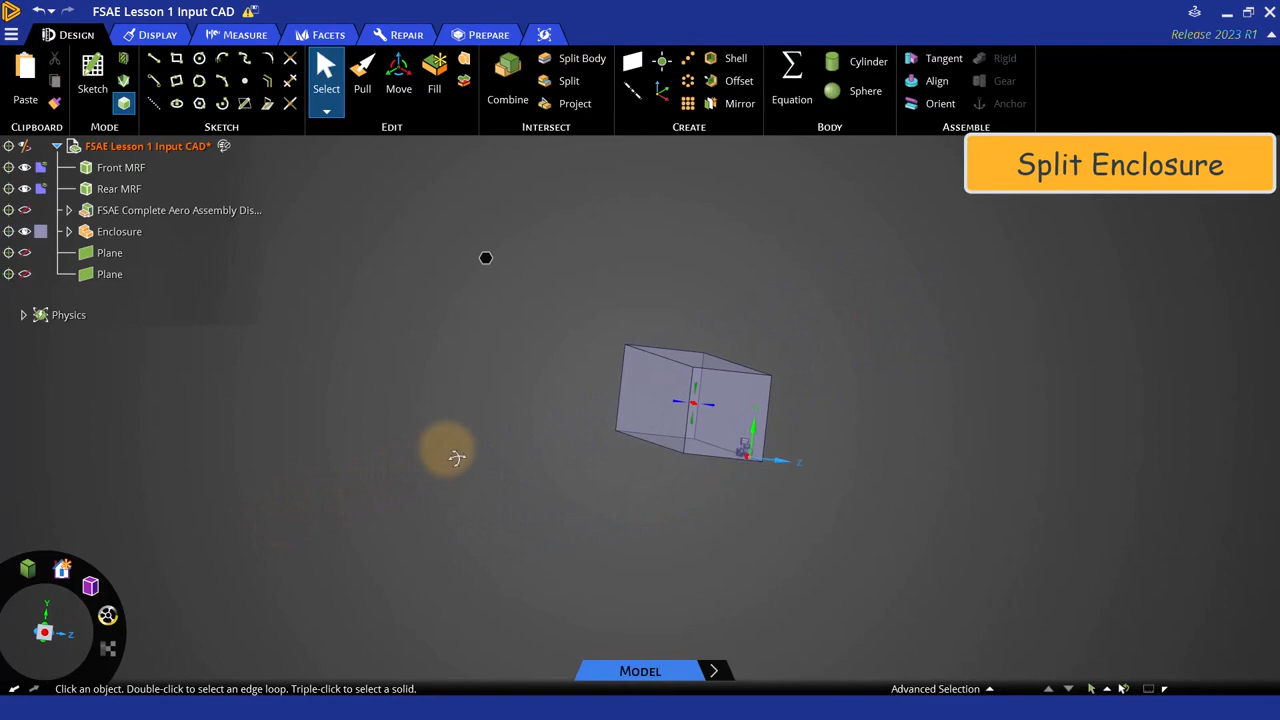 FSAE Lesson 1 Input CAD
DESIGN
DISPLAY
MEASURE
FACETS
REPAIR
PREPARE
Release 2023 R1
Paste
Sketch
Select
Pull
Move
Fill
Combine
Split Body
Split
Project
Shell
Offset
Mirror
Equation
Cylinder
Sphere
Tangent
Align
Orient
Rigid
Gear
Anchor
CLIPBOARD
MODE
SKETCH
EDIT
INTERSECT
CREATE
BODY
ASSEMBLE
FSAE Lesson 1 Input CAD*
Front MRF
Rear MRF
FSAE Complete Aero Assembly Dis...
Enclosure
Plane
Plane
Physics
Split Enclosure
Z
Y
Z
MODEL
Click an object. Double-click to select an edge loop. Triple-click to select a solid.
Advanced Selection